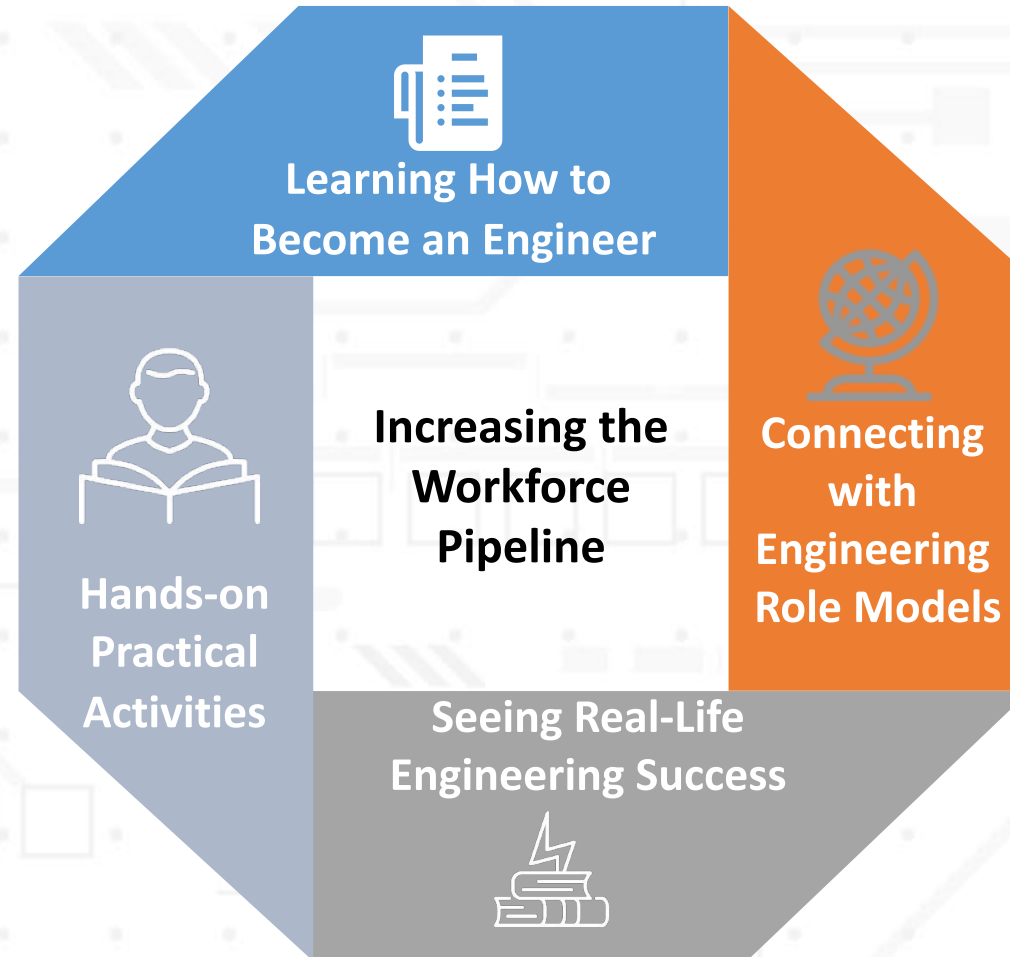 Learning How to
Become an Engineer
Connecting
with
Engineering
Role Models
Increasing the
Workforce
Pipeline
Hands-on
Practical
Activities
Seeing Real-Life
Engineering Success